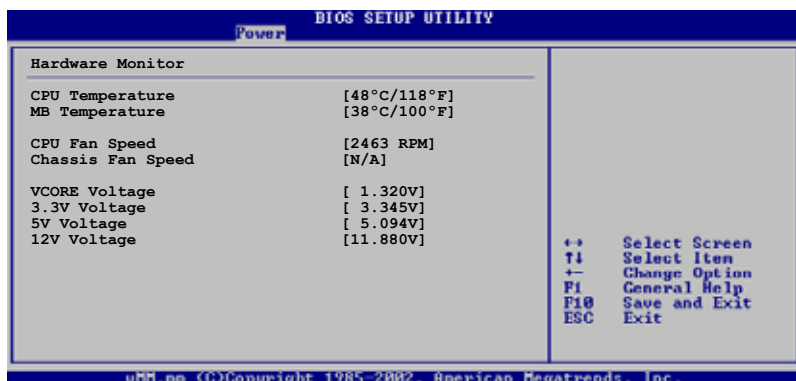 BIOS SETUP UTILITY
Power
Hardware Monitor
CPU Temperature [48°C/118°F]
MB Temperature [38°C/100°F]
CPU Fan Speed [2463 RPM]
Chassis Fan Speed [N/A]
VCORE Voltage [ 1.320V]
3.3V Voltage [ 3.345V]
5V Voltage [ 5.094V]
12V Voltage [11.880V]
↔ Select Screen
↑↓ Select Item
+- Change Option
F1 General Help
F10 Save and Exit
ESC Exit
vMM.mm (C)Copyright 1985-2002, American Megatrends, Inc.